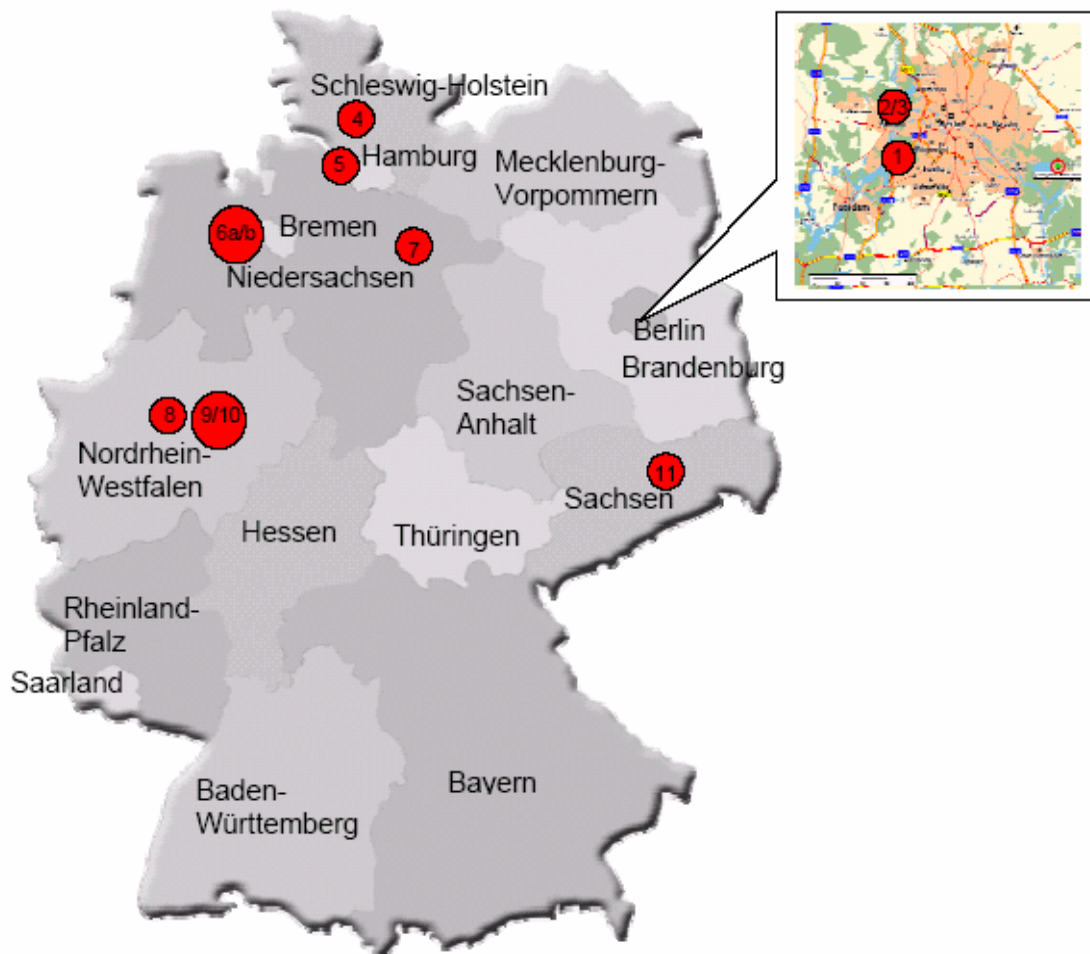 Schleswig-Holstein
4
5
Hamburg
Mecklenburg-
Vorpommern
6a/b
Bremen
7
Niedersachsen
2/3
1
Potsdam
Berlin
Brandenburg
Sachsen-
Anhalt
8
9/10
Nordrhein-
Westfalen
11
Sachsen
Hessen
Thüringen
Rheinland-
Pfalz
Saarland
Baden-
Württemberg
Bayern